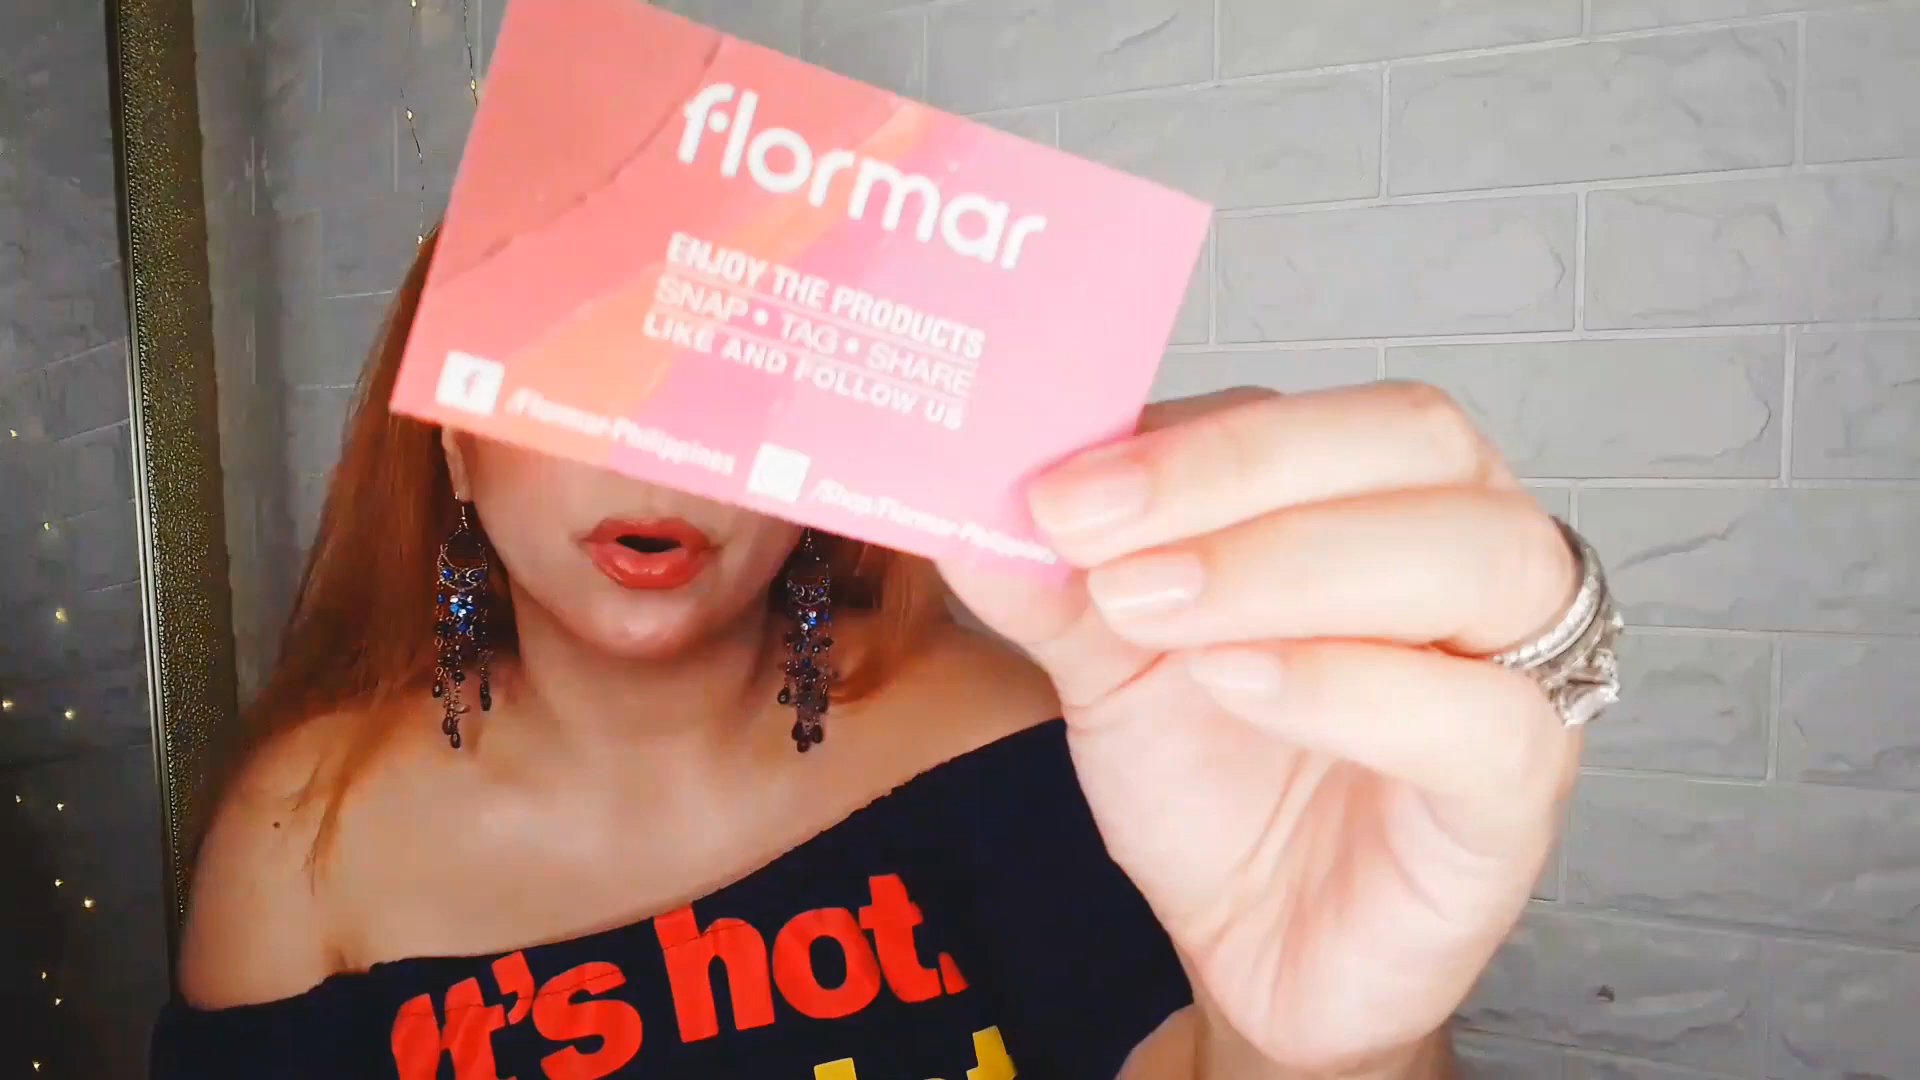 flormar
ENJOY THE PRODUCTS
SNAP • TAG • SHARE
LIKE AND FOLLOW US
/Flormar-Philippines
/Shop/Flormar-Philippines
It's hot.